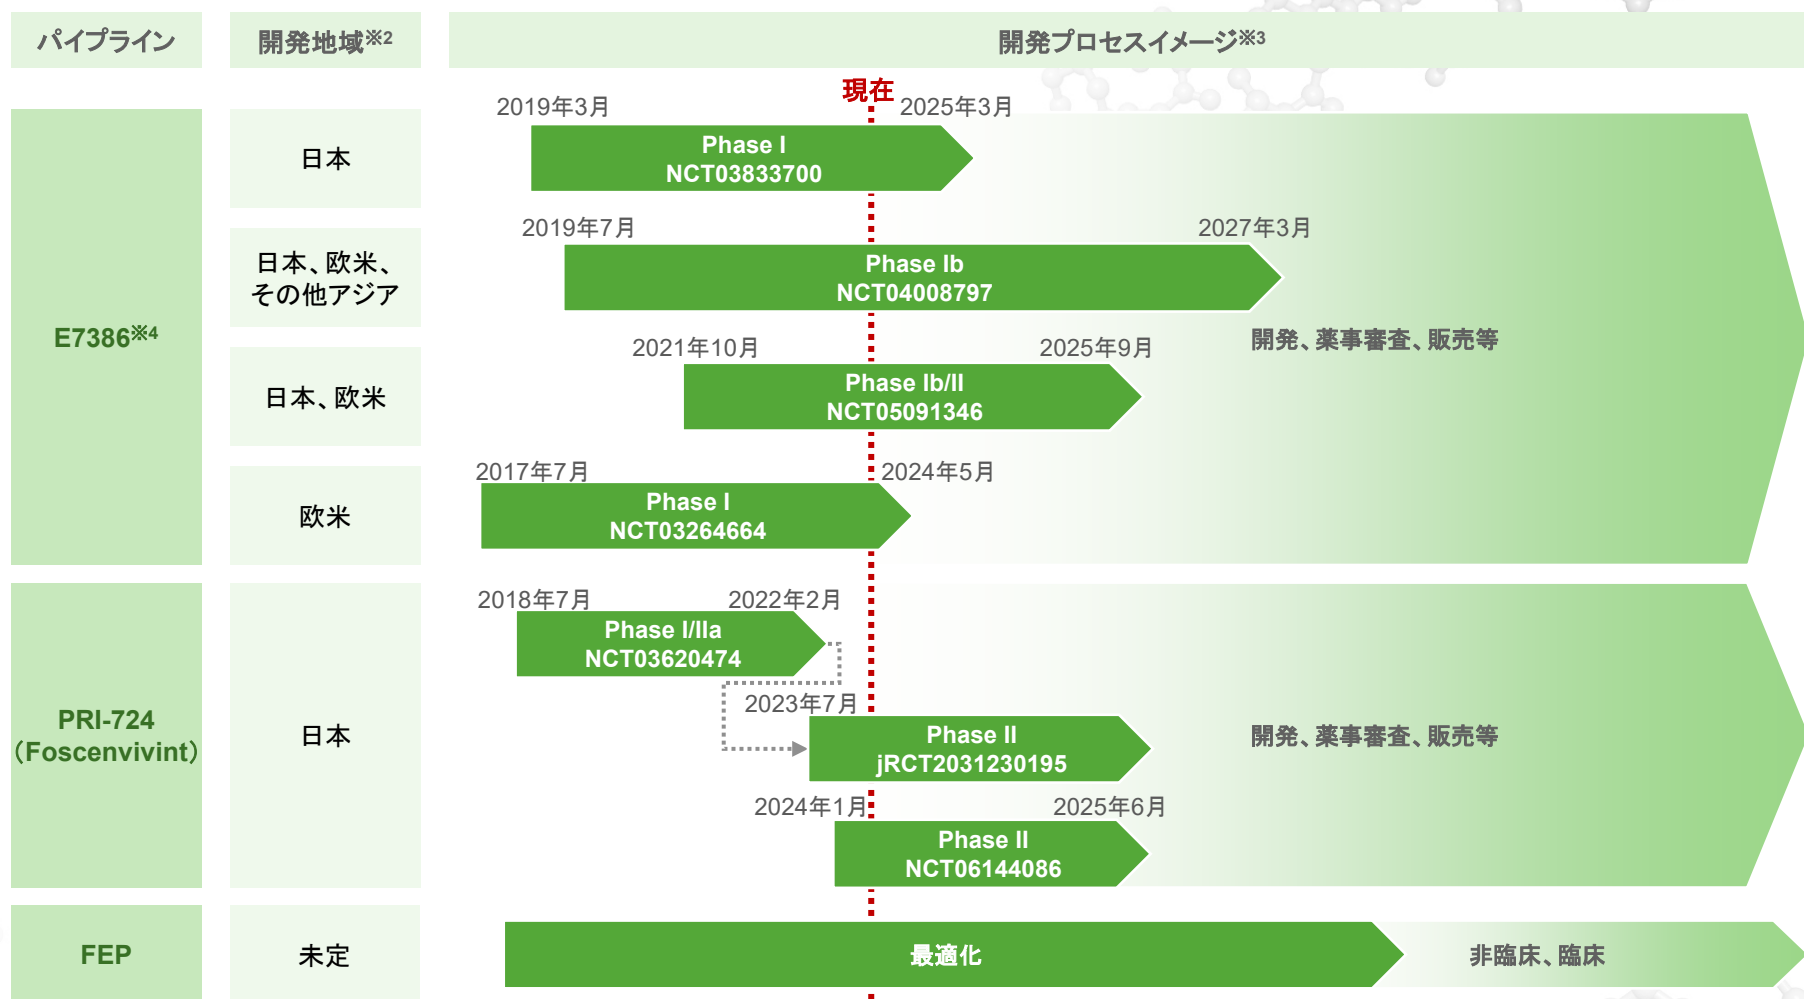 パイプライン
開発地域※2
開発プロセスイメージ※3
現在
E7386※4
日本
2019年3月
2025年3月
Phase I
NCT03833700
日本、欧米、
その他アジア
2019年7月
2027年3月
Phase Ib
NCT04008797
日本、欧米
2021年10月
2025年9月
Phase Ib/II
NCT05091346
欧米
2017年7月
2024年5月
Phase I
NCT03264664
開発、薬事審査、販売等
PRI-724
（Foscenvivint）
日本
2018年7月
2022年2月
Phase I/IIa
NCT03620474
2023年7月
Phase II
jRCT2031230195
2024年1月
2025年6月
Phase II
NCT06144086
開発、薬事審査、販売等
FEP
未定
最適化
非臨床、臨床